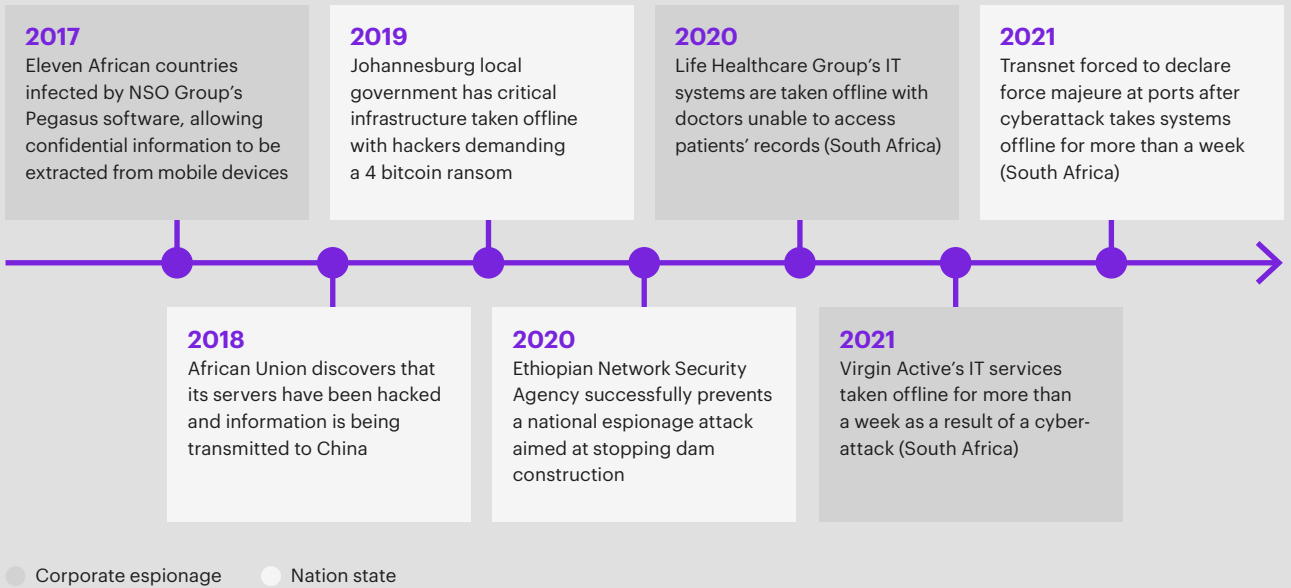 2017
Eleven African countries
infected by NSO Group's
Pegasus software, allowing
confidential information to be
extracted from mobile devices
2019
Johannesburg local
government has critical
infrastructure taken offline
with hackers demanding
a 4 bitcoin ransom
2020
Life Healthcare Group's IT
systems are taken offline with
doctors unable to access
patients' records (South Africa)
2021
Transnet forced to declare
force majeure at ports after
cyberattack takes systems
offline for more than a week
(South Africa)
2018
African Union discovers that
its servers have been hacked
and information is being
transmitted to China
2020
Ethiopian Network Security
Agency successfully prevents
a national espionage attack
aimed at stopping dam
construction
2021
Virgin Active's IT services
taken offline for more than
a week as a result of a cyber-
attack (South Africa)
Corporate espionage
Nation state